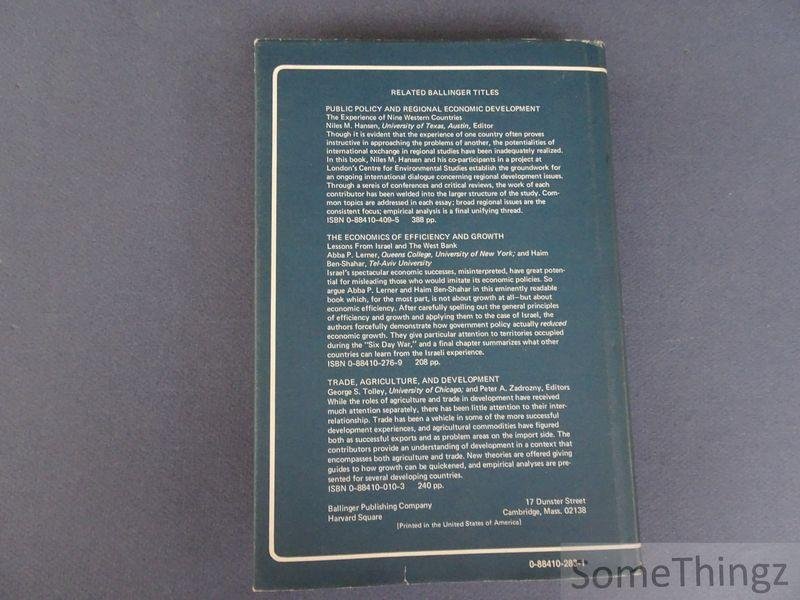 RELATED BALLINGER TITLES
PUBLIC POLICY AND REGIONAL ECONOMIC DEVELOPMENT
The Experience of Nine Western Countries
Niles M. Hansen, University of Texas, Austin, Editor
Though it is evident that the experience of one country often proves
instructive in approaching the problems of another, the potentialities of
international exchange in regional studies have been inadequately realized.
In this book, Niles M. Hansen and his co-participants in a project at
London's Centre for Environmental Studies establish the groundwork for
an ongoing international dialogue concerning regional development issues.
Through a sereis of conferences and critical reviews, the work of each
contributor has been welded into the larger structure of the study. Com-
mon topics are addressed in each essay; broad regional issues are the
consistent focus; empirical analysis is a final unifying thread.
ISBN 0-88410-409-5 388 pp.
THE ECONOMICS OF EFFICIENCY AND GROWTH
Lessons From Israel and The West Bank
Abba P. Lerner, Queens College, University of New York; and Haim
Ben-Shahar, Tel-Aviv University
Israel's spectacular economic successes, misinterpreted, have great poten-
tial for misleading those who would imitate its economic policies. So
argue Abba P. Lerner and Haim Ben-Shahar in this eminently readable
book which, for the most part, is not about growth at all—but about
economic efficiency. After carefully spelling out the general principles
of efficiency and growth and applying them to the case of Israel, the
authors forcefully demonstrate how government policy actually reduced
economic growth. They give particular attention to territories occupied
during the "Six Day War," and a final chapter summarizes what other
countries can learn from the Israeli experience.
ISBN 0-88410-276-9 208 pp.
TRADE, AGRICULTURE, AND DEVELOPMENT
George S. Tolley, University of Chicago; and Peter A. Zadrozny, Editors
While the roles of agriculture and trade in development have received
much attention separately, there has been little attention to their inter-
relationship. Trade has been a vehicle in some of the more successful
development experiences, and agricultural commodities have figured
both as successful exports and as problem areas on the import side. The
contributors provide an understanding of development in a context that
encompasses both agriculture and trade. New theories are offered giving
guides to how growth can be quickened, and empirical analyses are pre-
sented for several developing countries.
ISBN 0-88410-010-3 240 pp.
Ballinger Publishing Company 17 Dunster Street
Harvard Square Cambridge, Mass. 02138
[Printed in the United States of America]
SomeThingz